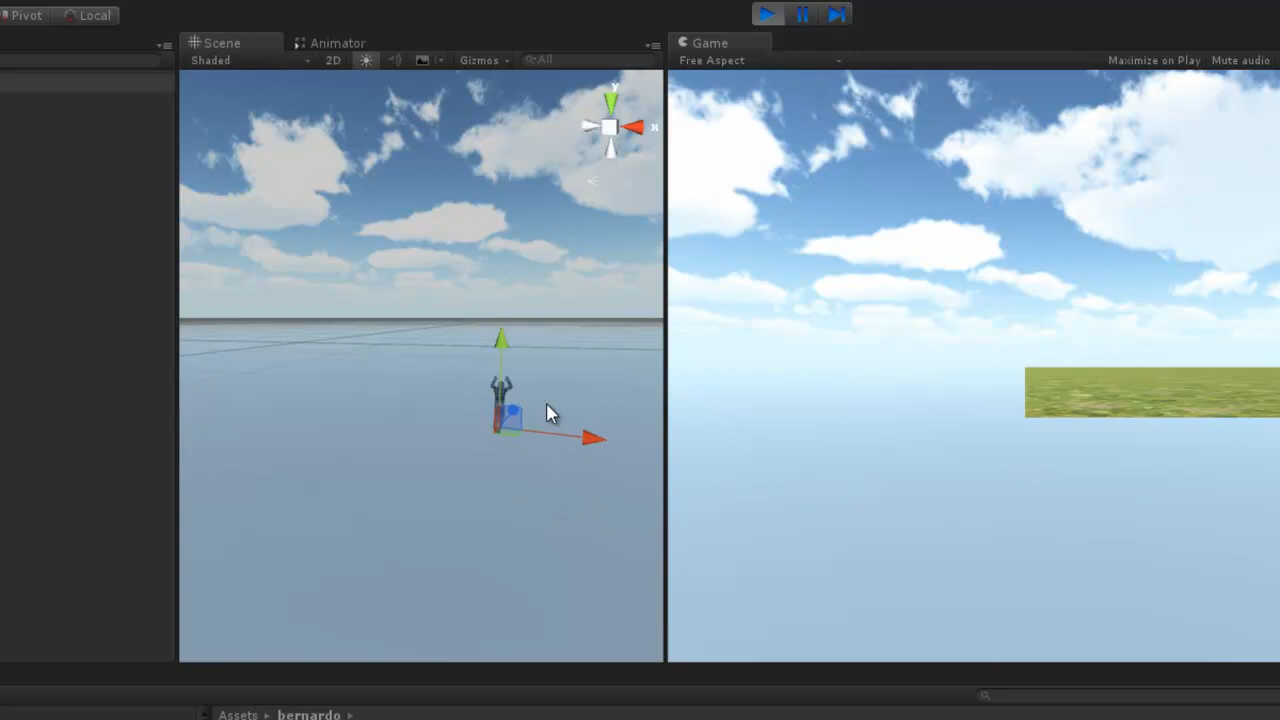 Pivot Local
Scene Animator
Game
Shaded 2D Gizmos All
Free Aspect Maximize on Play Mute audio
y
x
Assets bernardo